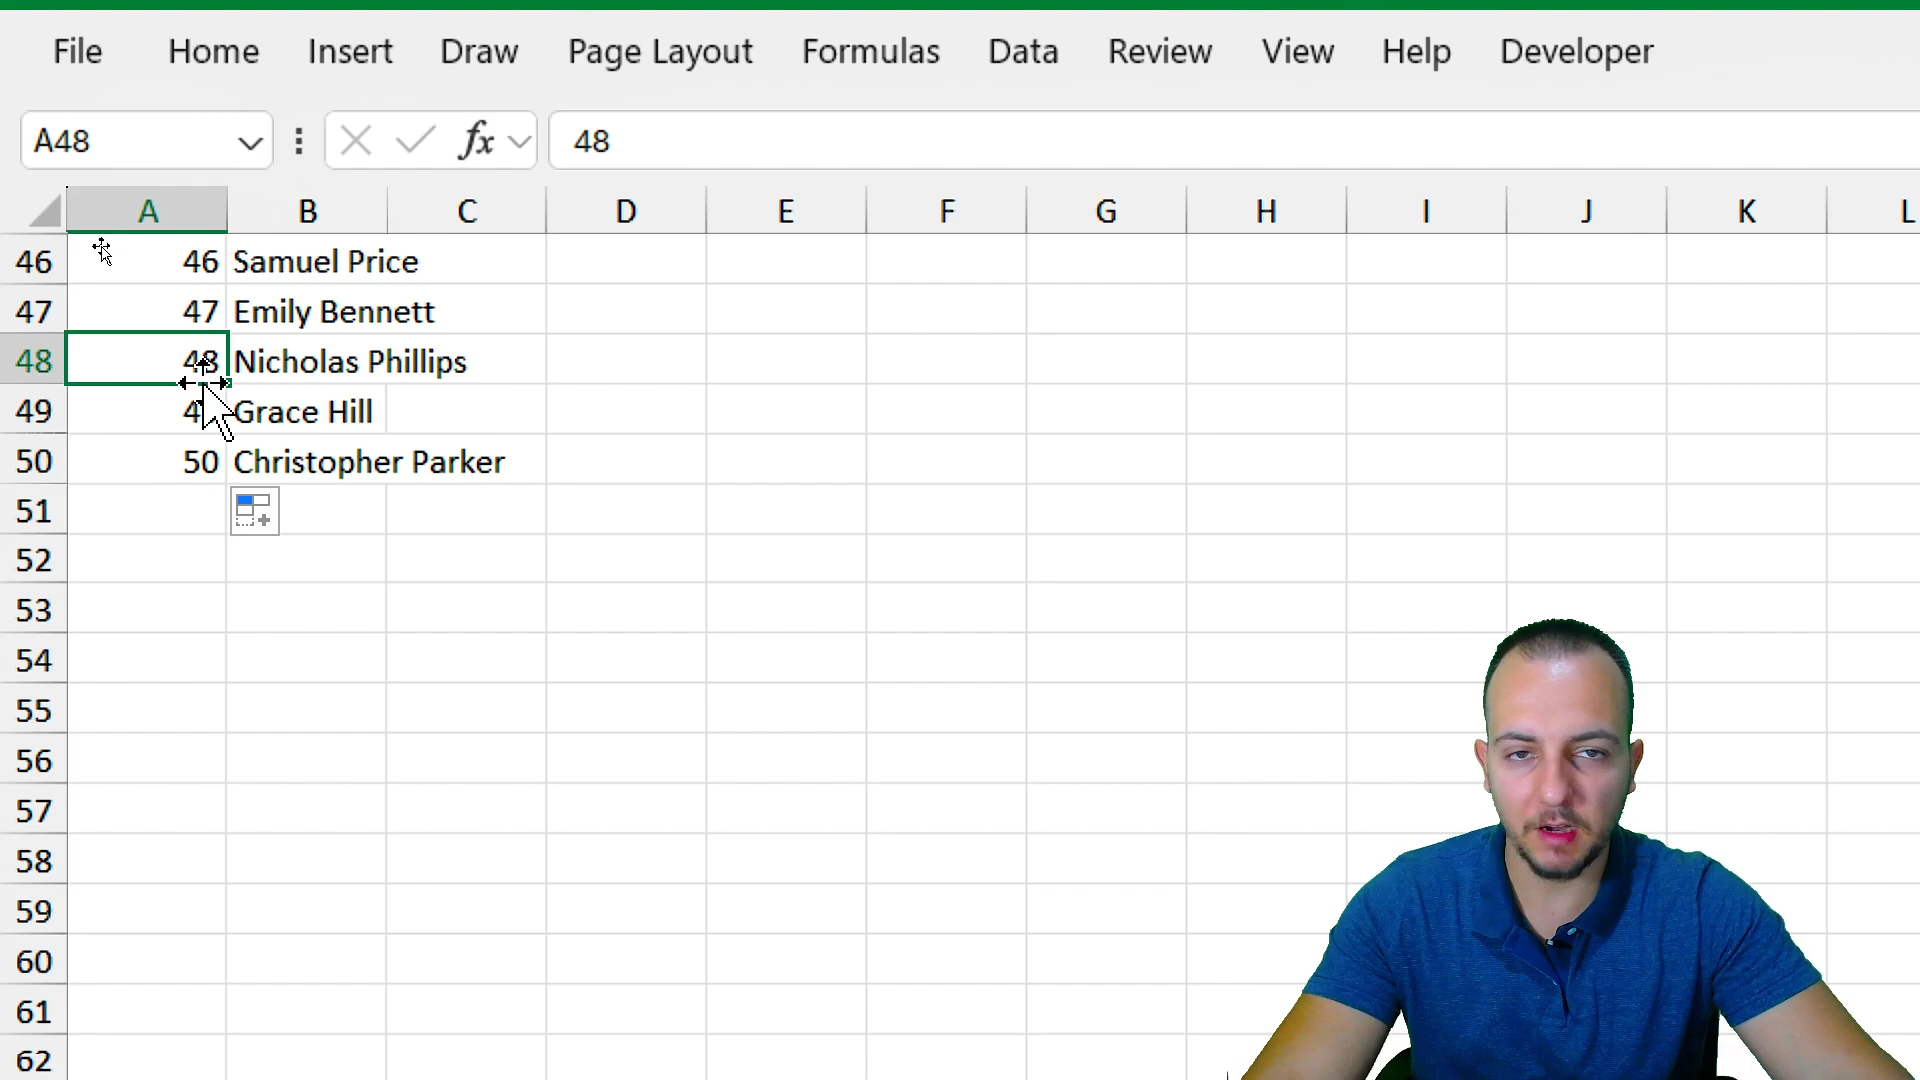 File Home Insert Draw Page Layout Formulas Data Review View Help Developer
A48 fx 48
A B C D E F G H I J K L
46 46 Samuel Price
47 47 Emily Bennett
48 48 Nicholas Phillips
49 Grace Hill
50 50 Christopher Parker
51
52
53
54
55
56
57
58
59
60
61
62